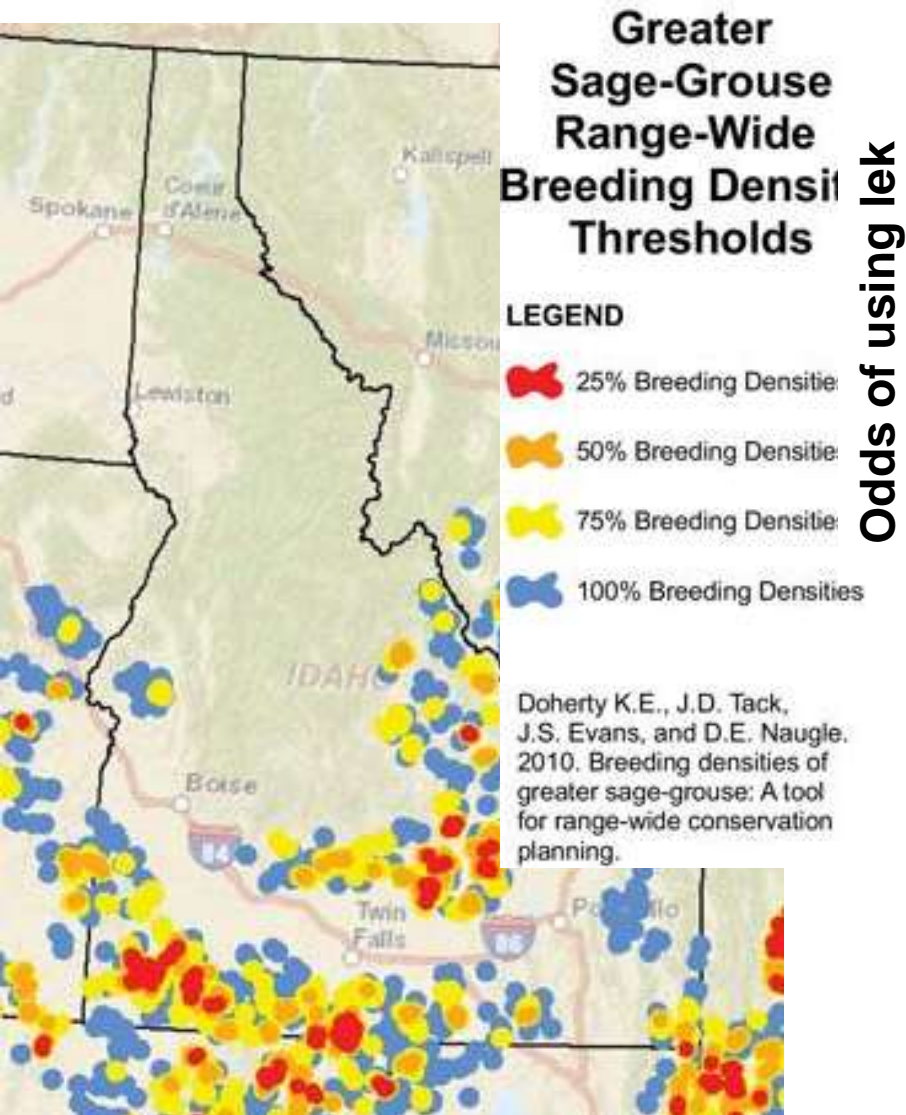 Greater
Sage-Grouse
Range-Wide
Breeding Densit
Thresholds
Odds of using lek
LEGEND
25% Breeding Densitie
50% Breeding Densitie
75% Breeding Densitie
100% Breeding Densities
Doherty K.E., J.D. Tack,
J.S. Evans, and D.E. Naugle.
2010. Breeding densities of
greater sage-grouse: A tool
for range-wide conservation
planning.
Kalispell
Coeur
d'Alene
Spokane
Missou
Lewiston
d
IDAHO
Boise
84
Twin
Falls
86